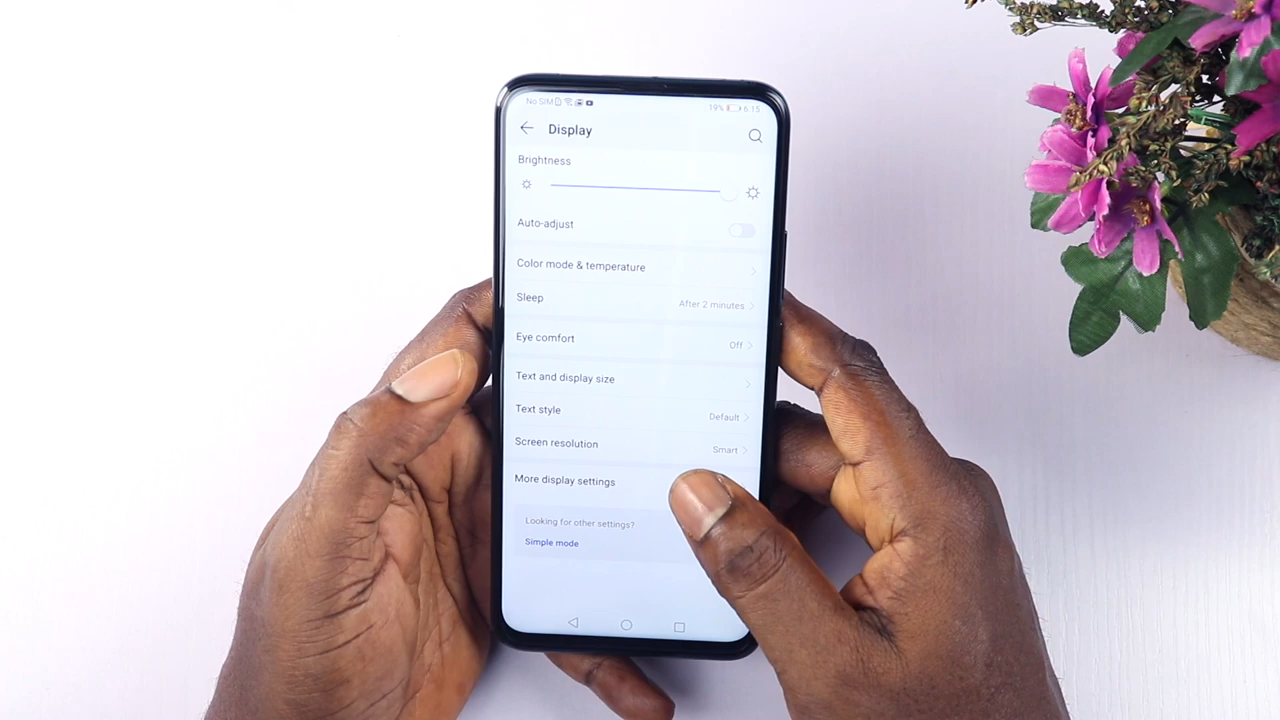 No SIM 19% 6:15
Display
Brightness
Auto-adjust
Color mode & temperature
Sleep After 2 minutes
Eye comfort Off
Text and display size
Text style Default
Screen resolution Smart
More display settings
Looking for other settings?
Simple mode